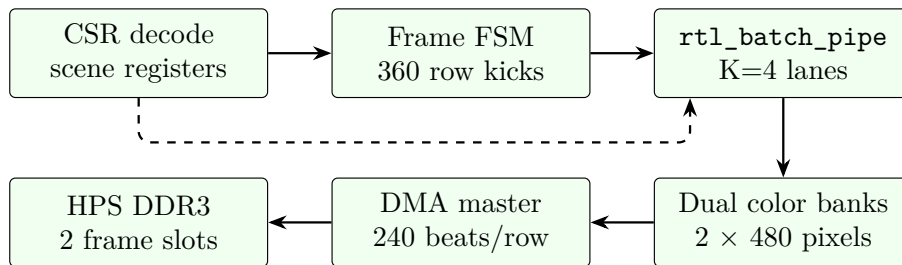 CSR decode
scene registers
Frame FSM
360 row kicks
rtl_batch_pipe
K=4 lanes
HPS DDR3
2 frame slots
DMA master
240 beats/row
Dual color banks
2 × 480 pixels